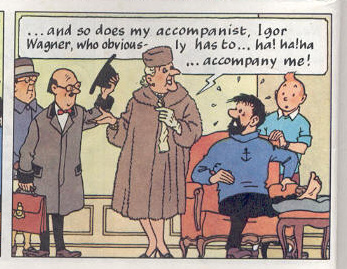 ...and so does my accompanist, Igor
Wagner, who obvious- ly has to... ha! ha! ha
... accompany me!